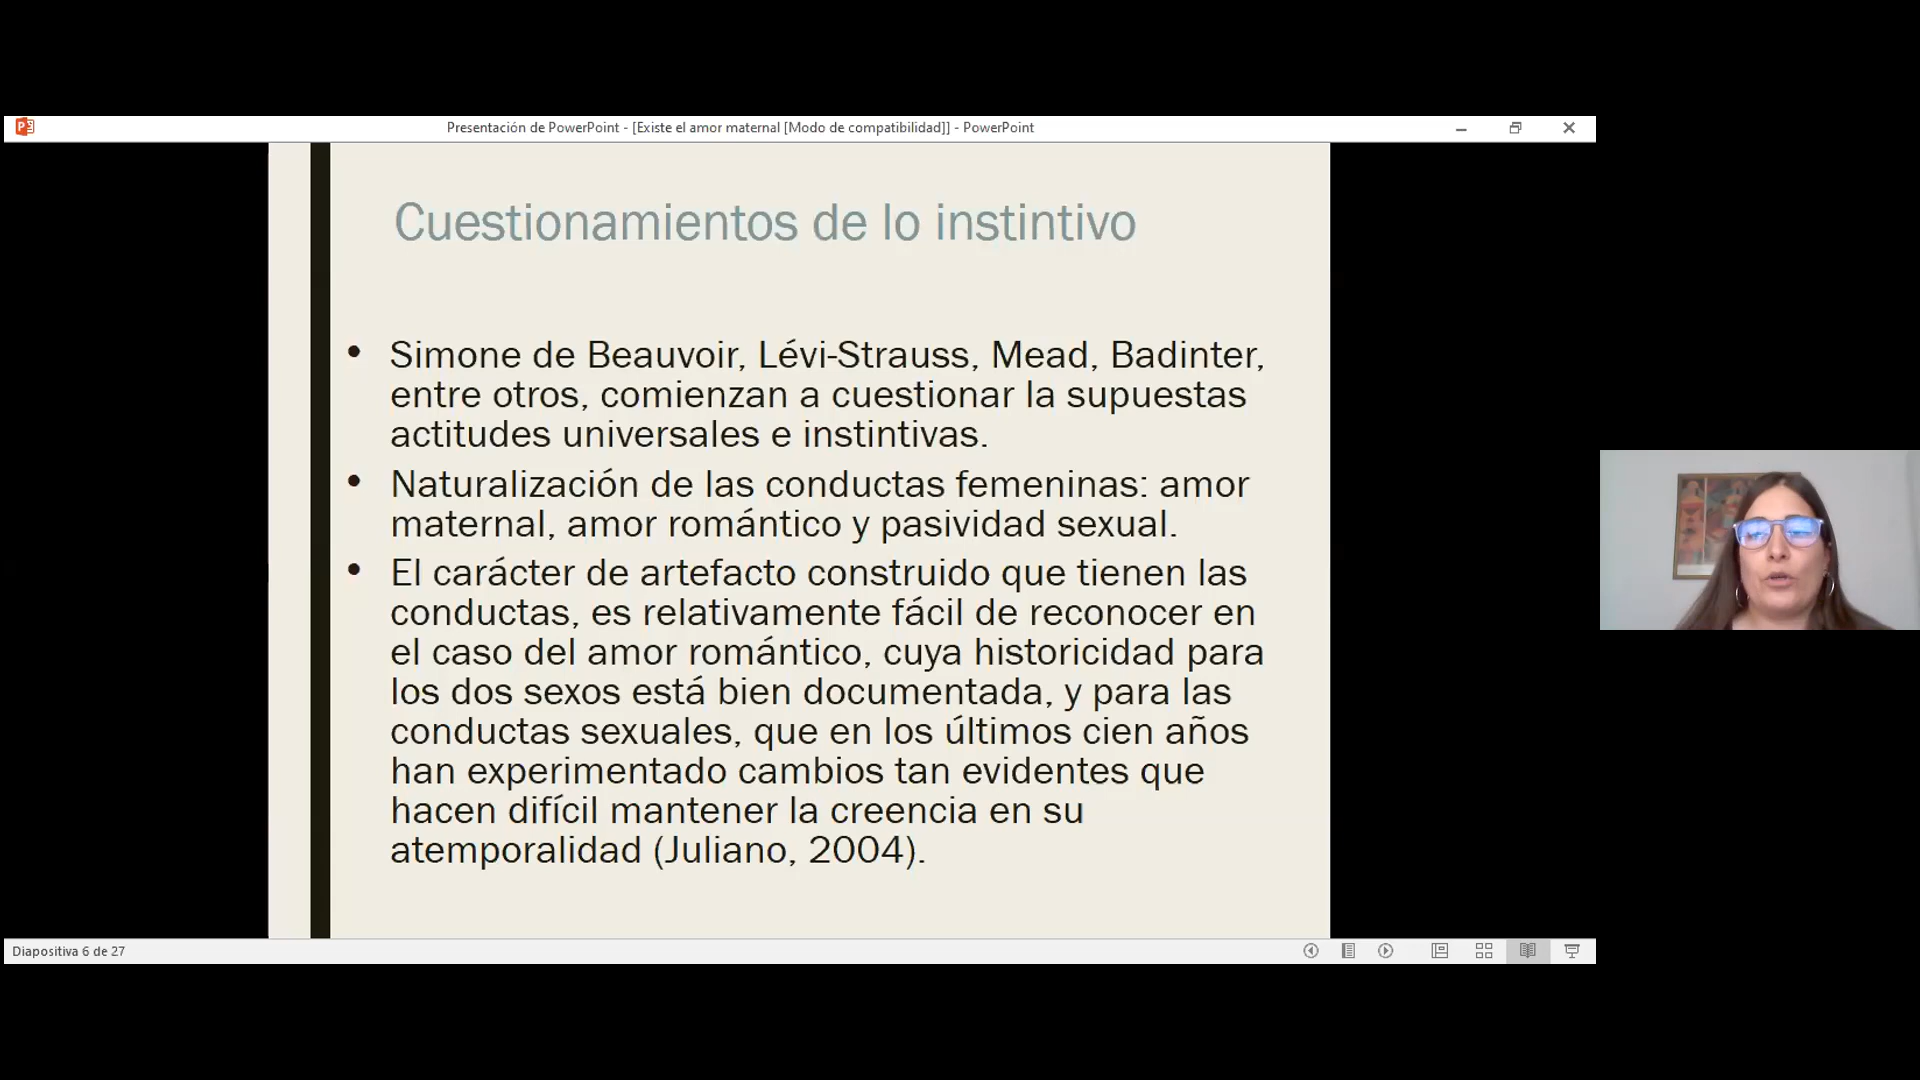 Presentación de PowerPoint - [Existe el amor maternal [Modo de compatibilidad]] - PowerPoint
Cuestionamientos de lo instintivo
• Simone de Beauvoir, Lévi-Strauss, Mead, Badinter,
entre otros, comienzan a cuestionar la supuestas
actitudes universales e instintivas.
• Naturalización de las conductas femeninas: amor
maternal, amor romántico y pasividad sexual.
• El carácter de artefacto construido que tienen las
conductas, es relativamente fácil de reconocer en
el caso del amor romántico, cuya historicidad para
los dos sexos está bien documentada, y para las
conductas sexuales, que en los últimos cien años
han experimentado cambios tan evidentes que
hacen difícil mantener la creencia en su
atemporalidad (Juliano, 2004).
Diapositiva 6 de 27